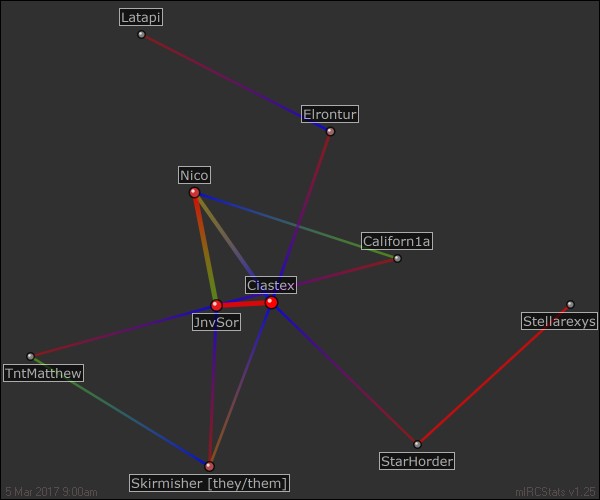 Latapi
Elrontur
Nico
Californ1a
Ciastex
JnvSor
Stellarexys
TntMatthew
StarHorder
Skirmisher [they/them]
5 Mar 2017 9:00am
mIRCStats v1.25